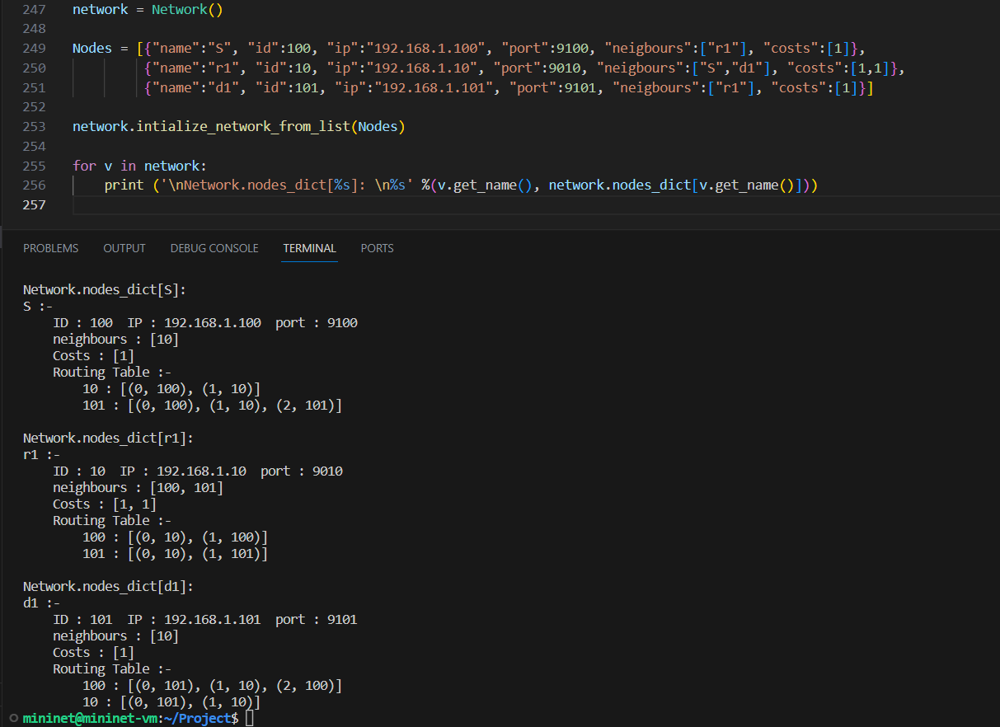 247 network = Network()
248
249 Nodes = [{"name":"S", "id":100, "ip":"192.168.1.100", "port":9100, "neigbours":["r1"], "costs":[1]},
250 {"name":"r1", "id":10, "ip":"192.168.1.10", "port":9010, "neigbours":["S","d1"], "costs":[1,1]},
251 {"name":"d1", "id":101, "ip":"192.168.1.101", "port":9101, "neigbours":["r1"], "costs":[1]}]
252
253 network.intialize_network_from_list(Nodes)
254
255 for v in network:
256 print ('\nNetwork.nodes_dict[%s]: \n%s' %(v.get_name(), network.nodes_dict[v.get_name()]))
257
PROBLEMS OUTPUT DEBUG CONSOLE TERMINAL PORTS
Network.nodes_dict[S]:
S :-
ID : 100 IP : 192.168.1.100 port : 9100
neighbours : [10]
Costs : [1]
Routing Table :-
10 : [(0, 100), (1, 10)]
101 : [(0, 100), (1, 10), (2, 101)]
Network.nodes_dict[r1]:
r1 :-
ID : 10 IP : 192.168.1.10 port : 9010
neighbours : [100, 101]
Costs : [1, 1]
Routing Table :-
100 : [(0, 10), (1, 100)]
101 : [(0, 10), (1, 101)]
Network.nodes_dict[d1]:
d1 :-
ID : 101 IP : 192.168.1.101 port : 9101
neighbours : [10]
Costs : [1]
Routing Table :-
100 : [(0, 101), (1, 10), (2, 100)]
10 : [(0, 101), (1, 10)]
mininet@mininet-vm:~/Project$